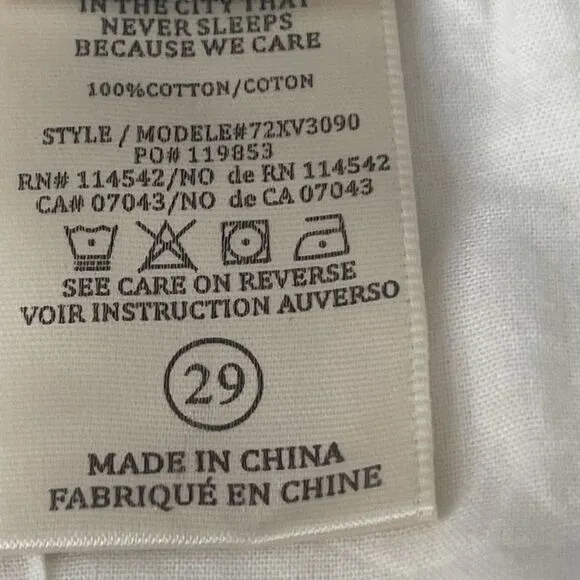 IN THE CITY THAT
NEVER SLEEPS
BECAUSE WE CARE
100%COTTON/COTON
STYLE / MODELE#72XV3090
PO# 119853
RN# 114542/NO de RN 114542
CA# 07043/NO de CA 07043
SEE CARE ON REVERSE
VOIR INSTRUCTION AUVERSO
29
MADE IN CHINA
FABRIQUÉ EN CHINE